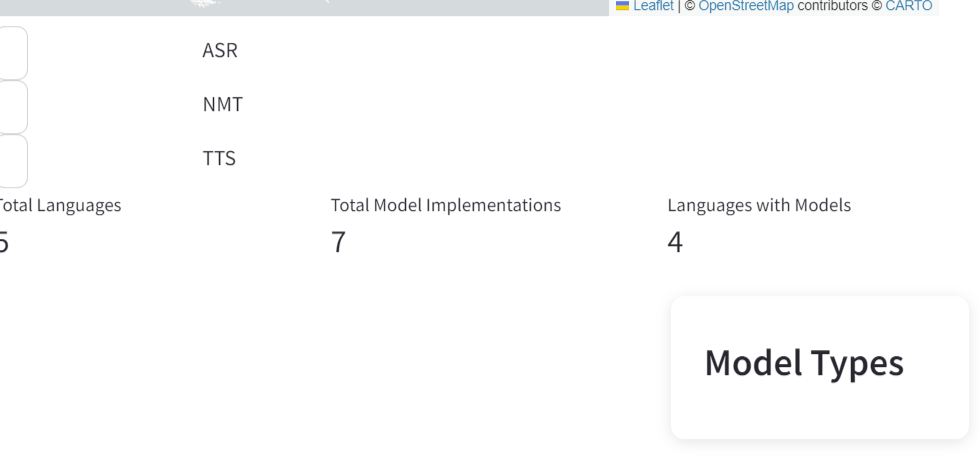 Leaflet | © OpenStreetMap contributors © CARTO
ASR
NMT
TTS
Total Languages
5
Total Model Implementations
7
Languages with Models
4
Model Types